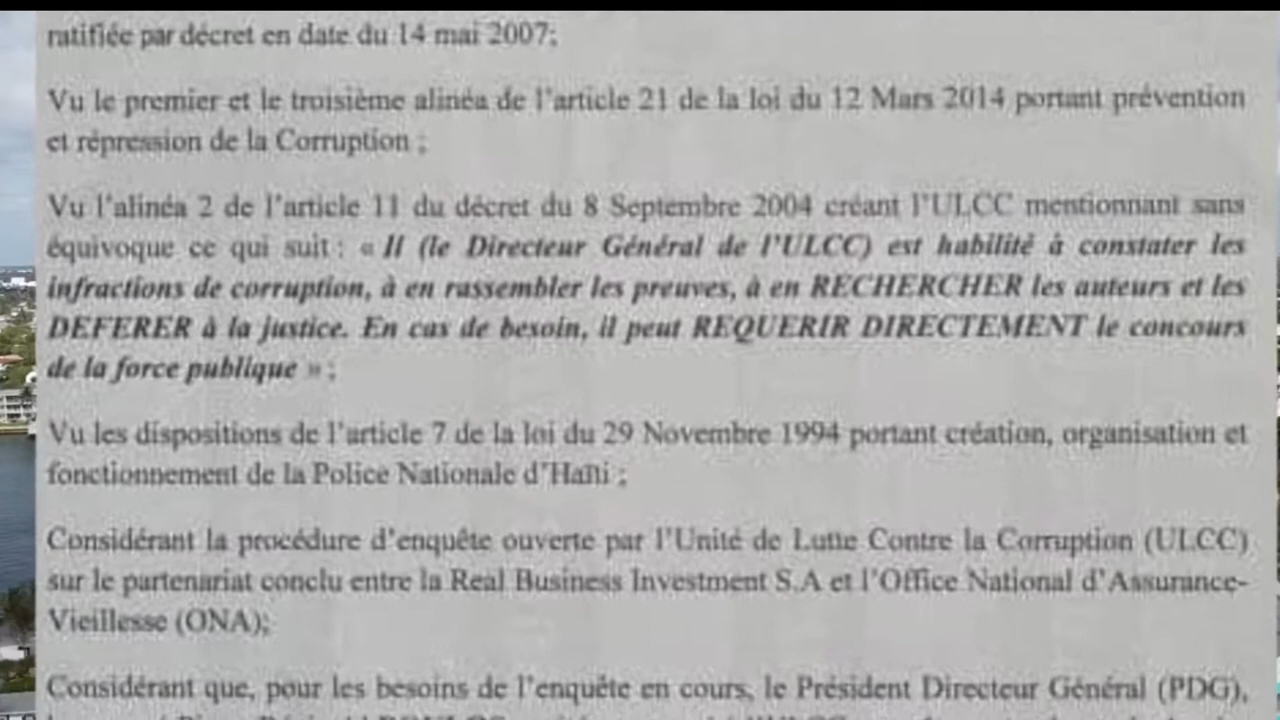 ratifiée par décret en date du 14 mai 2007;
Vu le premier et le troisième alinéa de l'article 21 de la loi du 12 Mars 2014 portant prévention
et répression de la Corruption ;
Vu l'alinéa 2 de l'article 11 du décret du 8 Septembre 2004 créant l'ULCC mentionnant sans
équivoque ce qui suit : « Il (le Directeur Général de l'ULCC) est habilité à constater les
infractions de corruption, à en rassembler les preuves, à en RECHERCHER les auteurs et les
DEFERER à la justice. En cas de besoin, il peut REQUERIR DIRECTEMENT le concours
de la force publique » ;
Vu les dispositions de l'article 7 de la loi du 29 Novembre 1994 portant création, organisation et
fonctionnement de la Police Nationale d'Haïti ;
Considérant la procédure d'enquête ouverte par l'Unité de Lutte Contre la Corruption (ULCC)
sur le partenariat conclu entre la Real Business Investment S.A et l'Office National d'Assurance-
Vieillesse (ONA);
Considérant que, pour les besoins de l'enquête en cours, le Président Directeur Général (PDG),